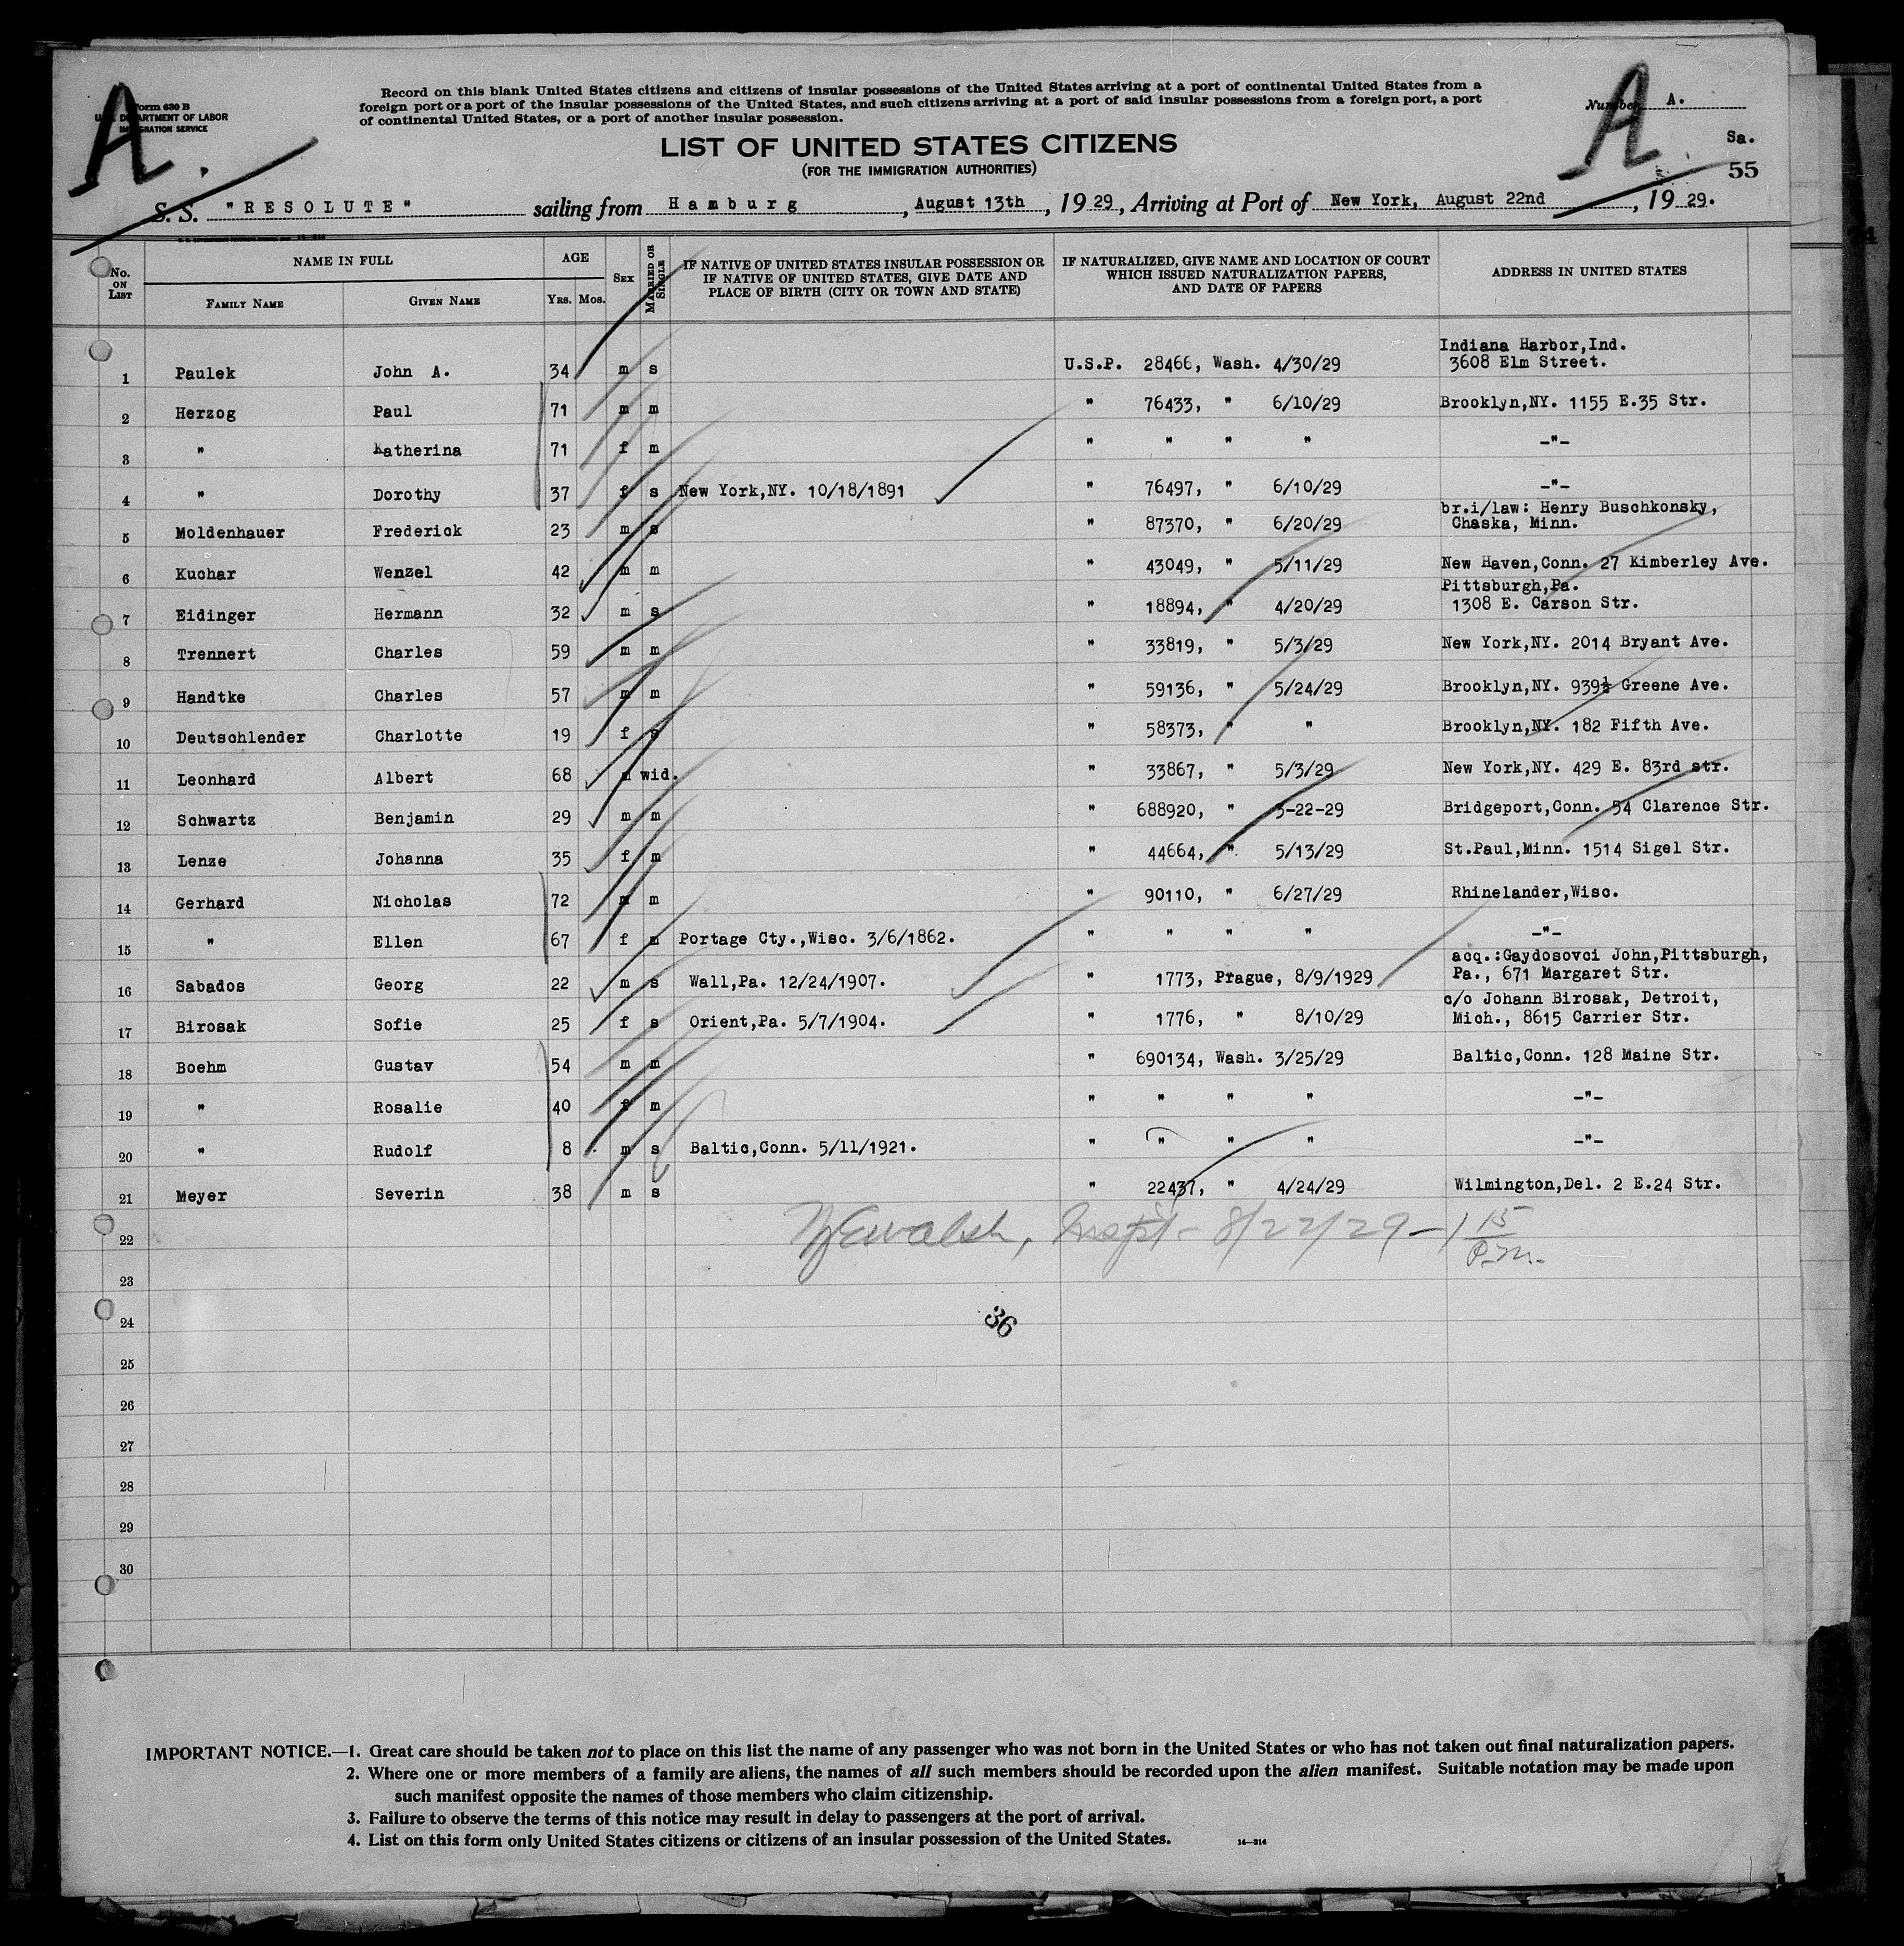 Form 630 B
U.S. DEPARTMENT OF LABOR
IMMIGRATION SERVICE
A.
Record on this blank United States citizens and citizens of insular possessions of the United States arriving at a port of continental United States from a
foreign port or a port of the insular possessions of the United States, and such citizens arriving at a port of said insular possessions from a foreign port, a port
of continental United States, or a port of another insular possession.
Number A.
A.
LIST OF UNITED STATES CITIZENS
(FOR THE IMMIGRATION AUTHORITIES)
Sa.
55
S. S. "RESOLUTE" sailing from Hamburg, August 13th, 1929, Arriving at Port of New York, August 22nd, 1929.
No. ON LIST
NAME IN FULL
FAMILY NAME
GIVEN NAME
AGE
YRS. MOS.
SEX
MARRIED OR SINGLE
IF NATIVE OF UNITED STATES INSULAR POSSESSION OR
IF NATIVE OF UNITED STATES, GIVE DATE AND
PLACE OF BIRTH (CITY OR TOWN AND STATE)
IF NATURALIZED, GIVE NAME AND LOCATION OF COURT
WHICH ISSUED NATURALIZATION PAPERS,
AND DATE OF PAPERS
ADDRESS IN UNITED STATES
Indiana Harbor,Ind.
1 Paulek John A. 34 m s U.S.P. 28466, Wash. 4/30/29 3608 Elm Street.
2 Herzog Paul 71 m m " 76433, " 6/10/29 Brooklyn,NY. 1155 E.35 Str.
3 " Katherina 71 f m " " " " -"-
4 " Dorothy 37 f s New York,NY. 10/18/1891 " 76497, " 6/10/29 -"-
br.i/law: Henry Buschkonsky,
5 Moldenhauer Frederick 23 m s " 87370, " 6/20/29 Chaska, Minn.
6 Kuchar Wenzel 42 m m " 43049, " 5/11/29 New Haven,Conn. 27 Kimberley Ave.
Pittsburgh,Pa.
7 Eidinger Hermann 32 m s " 18894, " 4/20/29 1308 E. Carson Str.
8 Trennert Charles 59 m m " 33819, " 5/3/29 New York,NY. 2014 Bryant Ave.
9 Handtke Charles 57 m m " 59136, " 5/24/29 Brooklyn,NY. 939½ Greene Ave.
10 Deutschlender Charlotte 19 f s " 58373, " " Brooklyn,NY. 182 Fifth Ave.
11 Leonhard Albert 68 m wid. " 33867, " 5/3/29 New York,NY. 429 E. 83rd str.
12 Schwartz Benjamin 29 m m " 688920, " 3-22-29 Bridgeport,Conn. 54 Clarence Str.
13 Lenze Johanna 35 f m " 44664, " 5/13/29 St.Paul,Minn. 1514 Sigel Str.
14 Gerhard Nicholas 72 m m " 90110, " 6/27/29 Rhinelander,Wisc.
15 " Ellen 67 f m Portage Cty.,Wisc. 3/6/1862. " " " " -"-
acq.:Gaydosovci John,Pittsburgh,
16 Sabados Georg 22 m s Wall,Pa. 12/24/1907. " 1773, Prague, 8/9/1929 Pa., 671 Margaret Str.
c/o Johann Birosak, Detroit,
17 Birosak Sofie 25 f s Orient,Pa. 5/7/1904. " 1776, " 8/10/29 Mich., 8615 Carrier Str.
18 Boehm Gustav 54 m m " 690134, Wash. 3/25/29 Baltic,Conn. 128 Maine Str.
19 " Rosalie 40 f m " " " " -"-
20 " Rudolf 8 m s Baltic,Conn. 5/11/1921. " " " " -"-
21 Meyer Severin 38 m s " 22437, " 4/24/29 Wilmington,Del. 2 E.24 Str.
22
8/22/29 - 1 15 P.m.
23
24
36
25
26
27
28
29
30
IMPORTANT NOTICE.—1. Great care should be taken not to place on this list the name of any passenger who was not born in the United States or who has not taken out final naturalization papers.
2. Where one or more members of a family are aliens, the names of all such members should be recorded upon the alien manifest. Suitable notation may be made upon
such manifest opposite the names of those members who claim citizenship.
3. Failure to observe the terms of this notice may result in delay to passengers at the port of arrival.
4. List on this form only United States citizens or citizens of an insular possession of the United States.
14—214